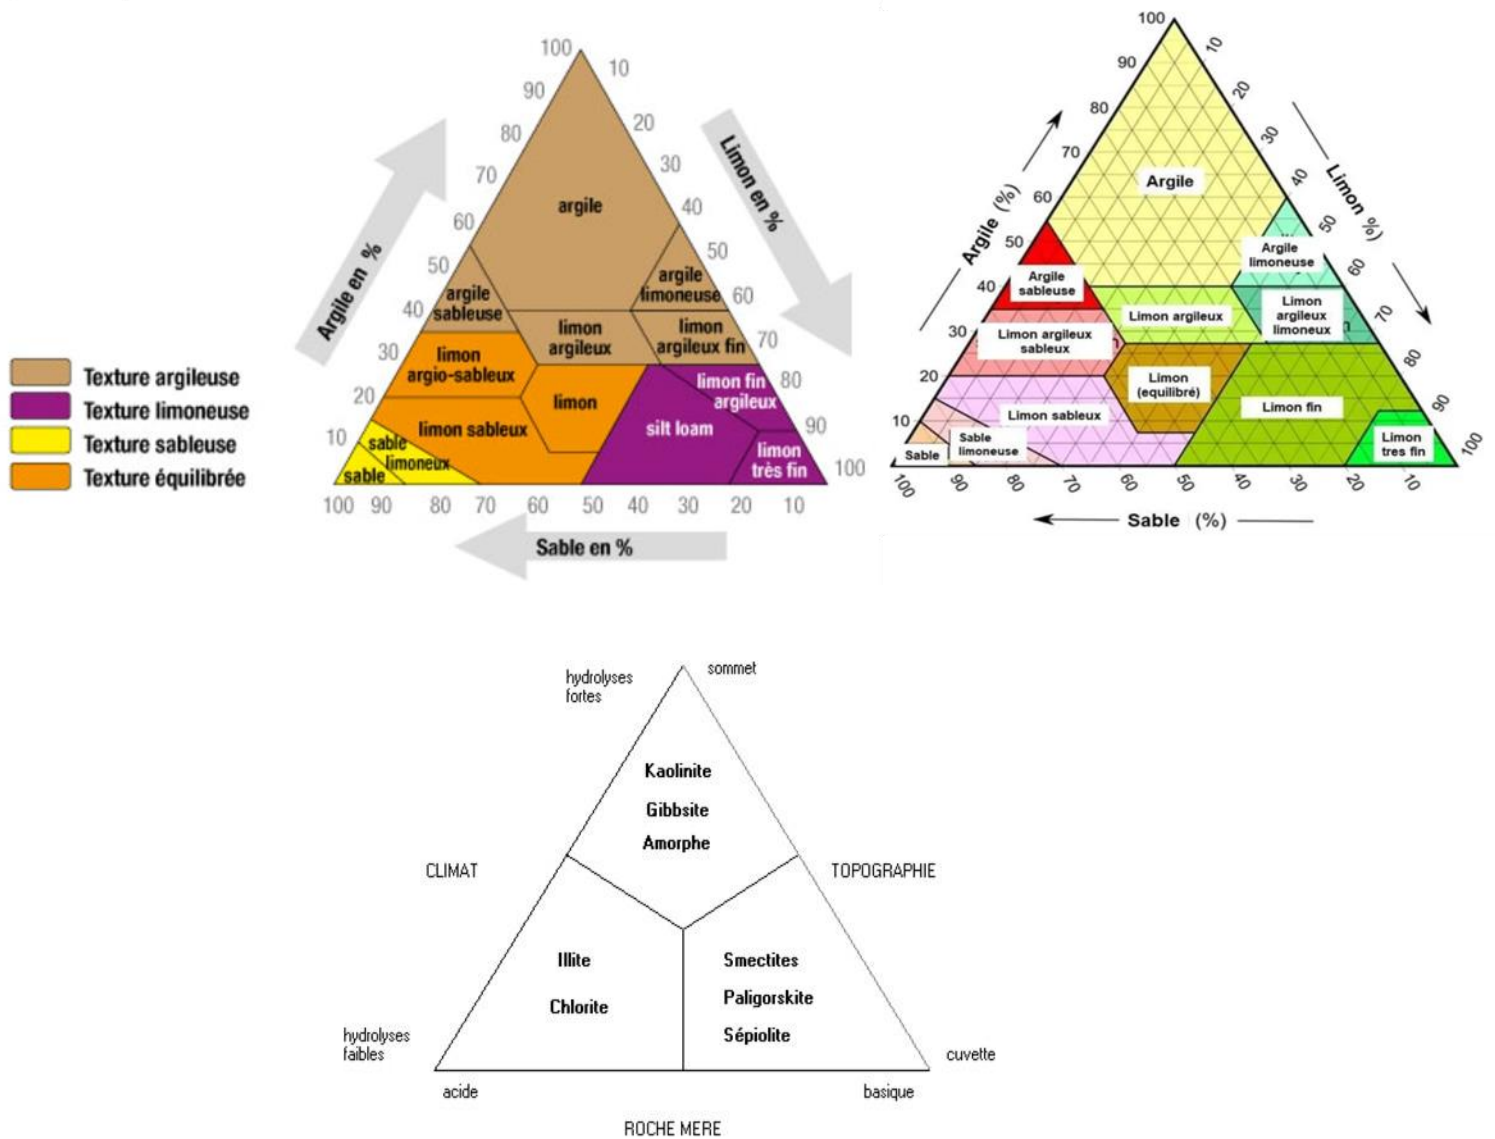 100
90
80
70
60
50
40
30
20
10
10
20
30
40
50
60
70
80
90
100
100
90
80
70
60
50
40
30
20
10
Argile en %
Limon en %
Sable en %
argile
argile
sableuse
argile
limoneuse
limon
argileux
limon
argileux fin
limon
argio-sableux
limon
limon fin
argileux
limon sableux
silt loam
limon
très fin
sable
limoneux
sable
Texture argileuse
Texture limoneuse
Texture sableuse
Texture équilibrée
100
90
80
70
60
50
40
30
20
10
10
20
30
40
50
60
70
80
90
100
100
90
80
70
60
50
40
30
20
10
Argile (%)
Limon %)
Sable (%)
Argile
Argile
limoneuse
Argile
sableuse
Limon argileux
Limon
argileux
limoneux
Limon argileux
sableux
Limon
(equilibré)
Limon fin
Limon sableux
Sable
limoneuse
Sable
Limon
tres fin
hydrolyses
fortes
sommet
Kaolinite
Gibbsite
Amorphe
CLIMAT
TOPOGRAPHIE
Illite
Chlorite
Smectites
Paligorskite
Sépiolite
hydrolyses
faibles
cuvette
acide
basique
ROCHE MERE